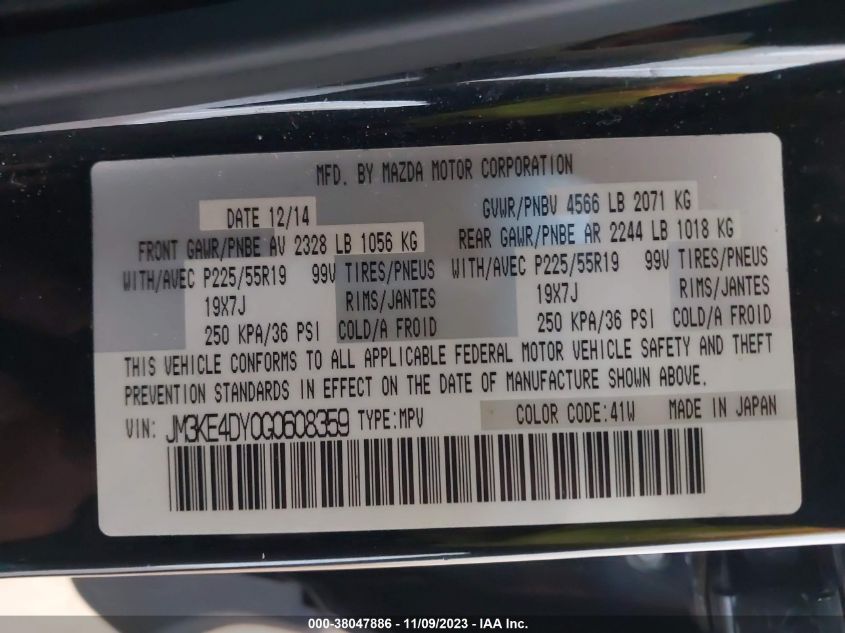 MFD. BY MAZDA MOTOR CORPORATION
DATE 12/14 GVWR/PNBV 4566 LB 2071 KG
FRONT GAWR/PNBE AV 2328 LB 1056 KG REAR GAWR/PNBE AR 2244 LB 1018 KG
WITH/AVEC P225/55R19 99V TIRES/PNEUS WITH/AVEC P225/55R19 99V TIRES/PNEUS
19X7J RIMS/JANTES 19X7J RIMS/JANTES
250 KPA/36 PSI COLD/A FROID 250 KPA/36 PSI COLD/A FROID
THIS VEHICLE CONFORMS TO ALL APPLICABLE FEDERAL MOTOR VEHICLE SAFETY AND THEFT
PREVENTION STANDARDS IN EFFECT ON THE DATE OF MANUFACTURE SHOWN ABOVE.
VIN: JM3KE4DY0G0608359 TYPE:MPV COLOR CODE:41W MADE IN JAPAN
000-38047886 - 11/09/2023 - IAA Inc.